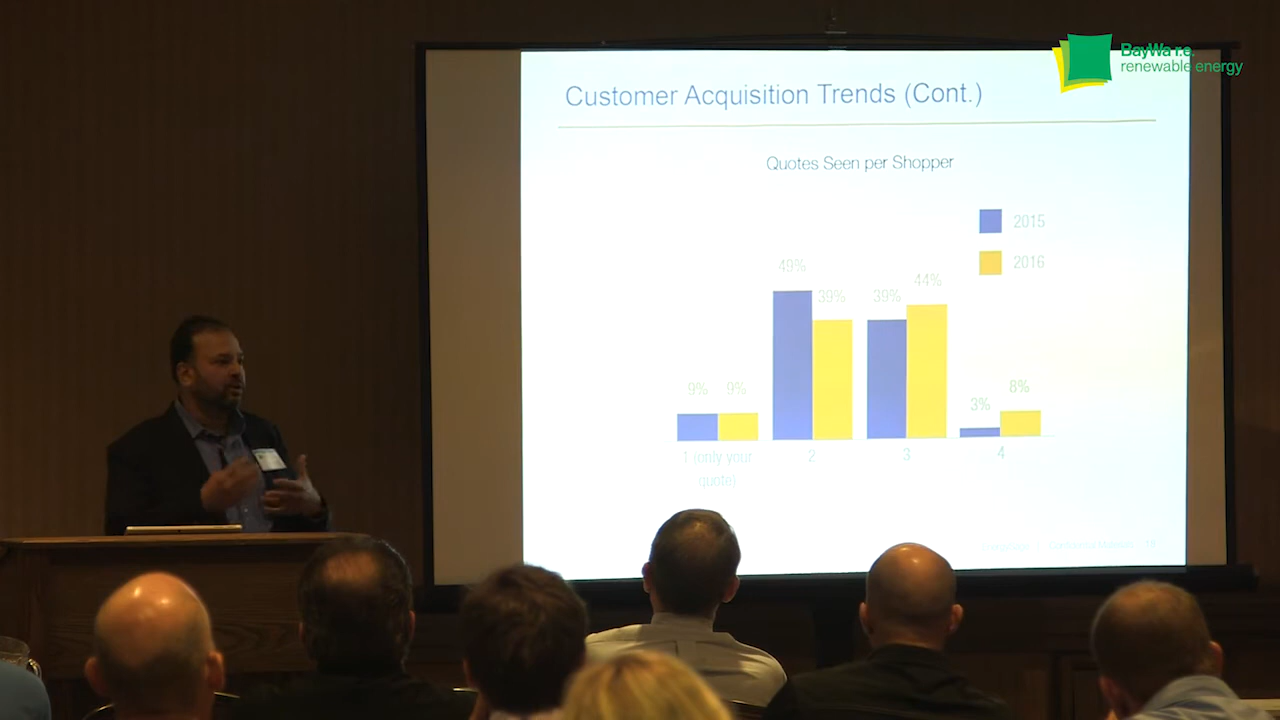 BayWa r.e.
renewable energy
Customer Acquisition Trends (Cont.)
Quotes Seen per Shopper
2015
2016
49%
39%
39%
44%
9%
9%
3%
8%
1 (only your
quote)
2
3
4